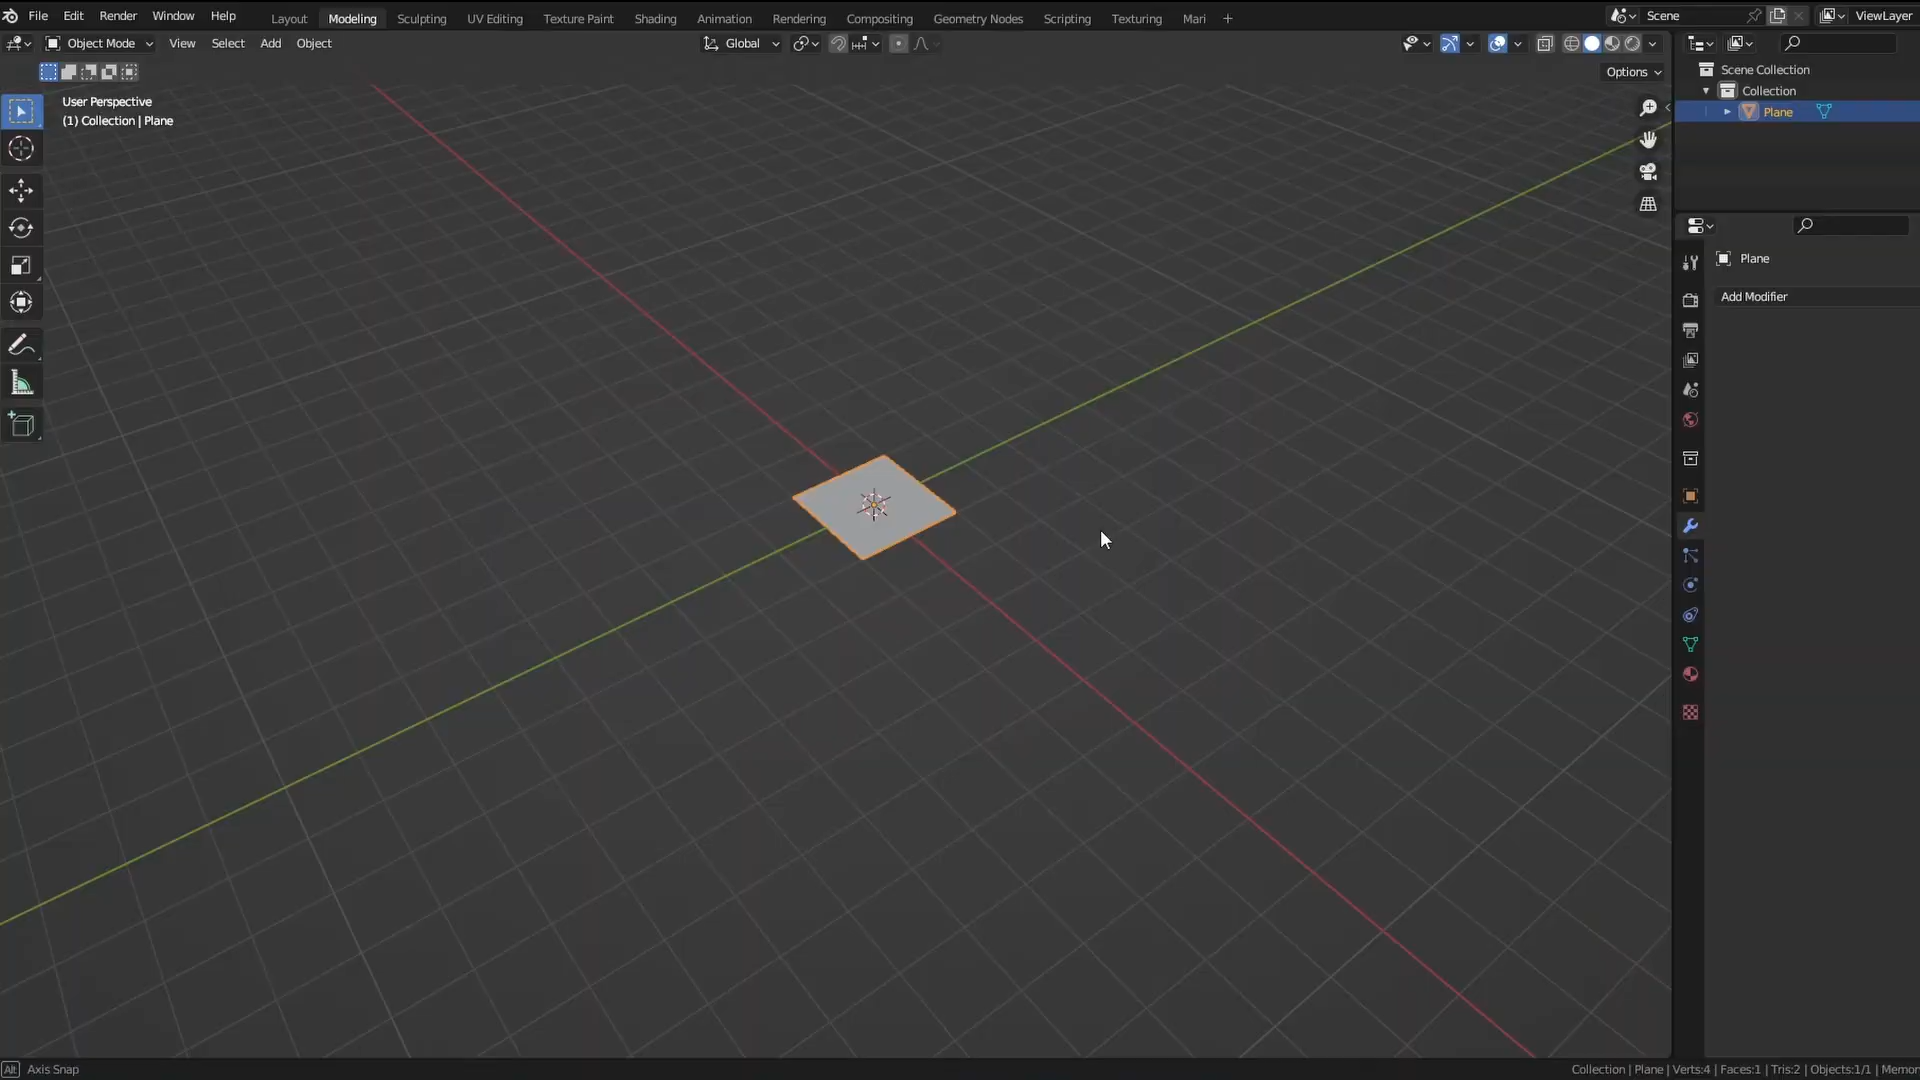 File Edit Render Window Help Layout Modeling Sculpting UV Editing Texture Paint Shading Animation Rendering Compositing Geometry Nodes Scripting Texturing Mari + Scene ViewLayer
Object Mode View Select Add Object Global
Options
User Perspective
(1) Collection | Plane
Scene Collection
Collection
Plane
Plane
Add Modifier
Alt Axis Snap
Collection | Plane | Verts:4 | Faces:1 | Tris:2 | Objects:1/1 | Memor